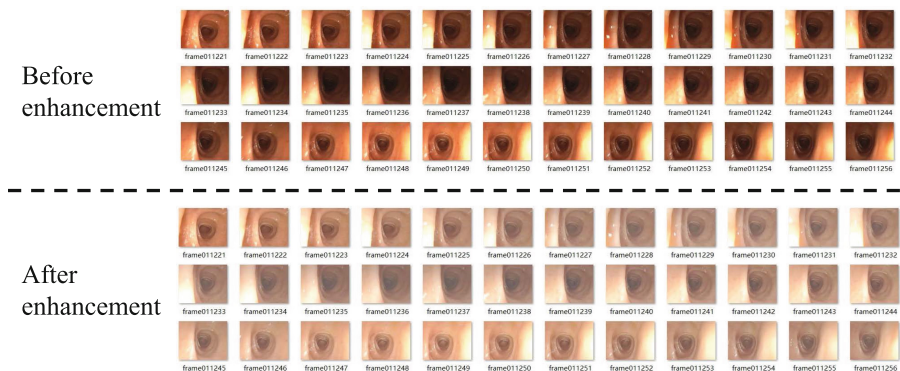 Before
enhancement
frame011221 frame011222 frame011223 frame011224 frame011225 frame011226 frame011227 frame011228 frame011229 frame011230 frame011231 frame011232
frame011233 frame011234 frame011235 frame011236 frame011237 frame011238 frame011239 frame011240 frame011241 frame011242 frame011243 frame011244
frame011245 frame011246 frame011247 frame011248 frame011249 frame011250 frame011251 frame011252 frame011253 frame011254 frame011255 frame011256
After
enhancement
frame011221 frame011222 frame011223 frame011224 frame011225 frame011226 frame011227 frame011228 frame011229 frame011230 frame011231 frame011232
frame011233 frame011234 frame011235 frame011236 frame011237 frame011238 frame011239 frame011240 frame011241 frame011242 frame011243 frame011244
frame011245 frame011246 frame011247 frame011248 frame011249 frame011250 frame011251 frame011252 frame011253 frame011254 frame011255 frame011256